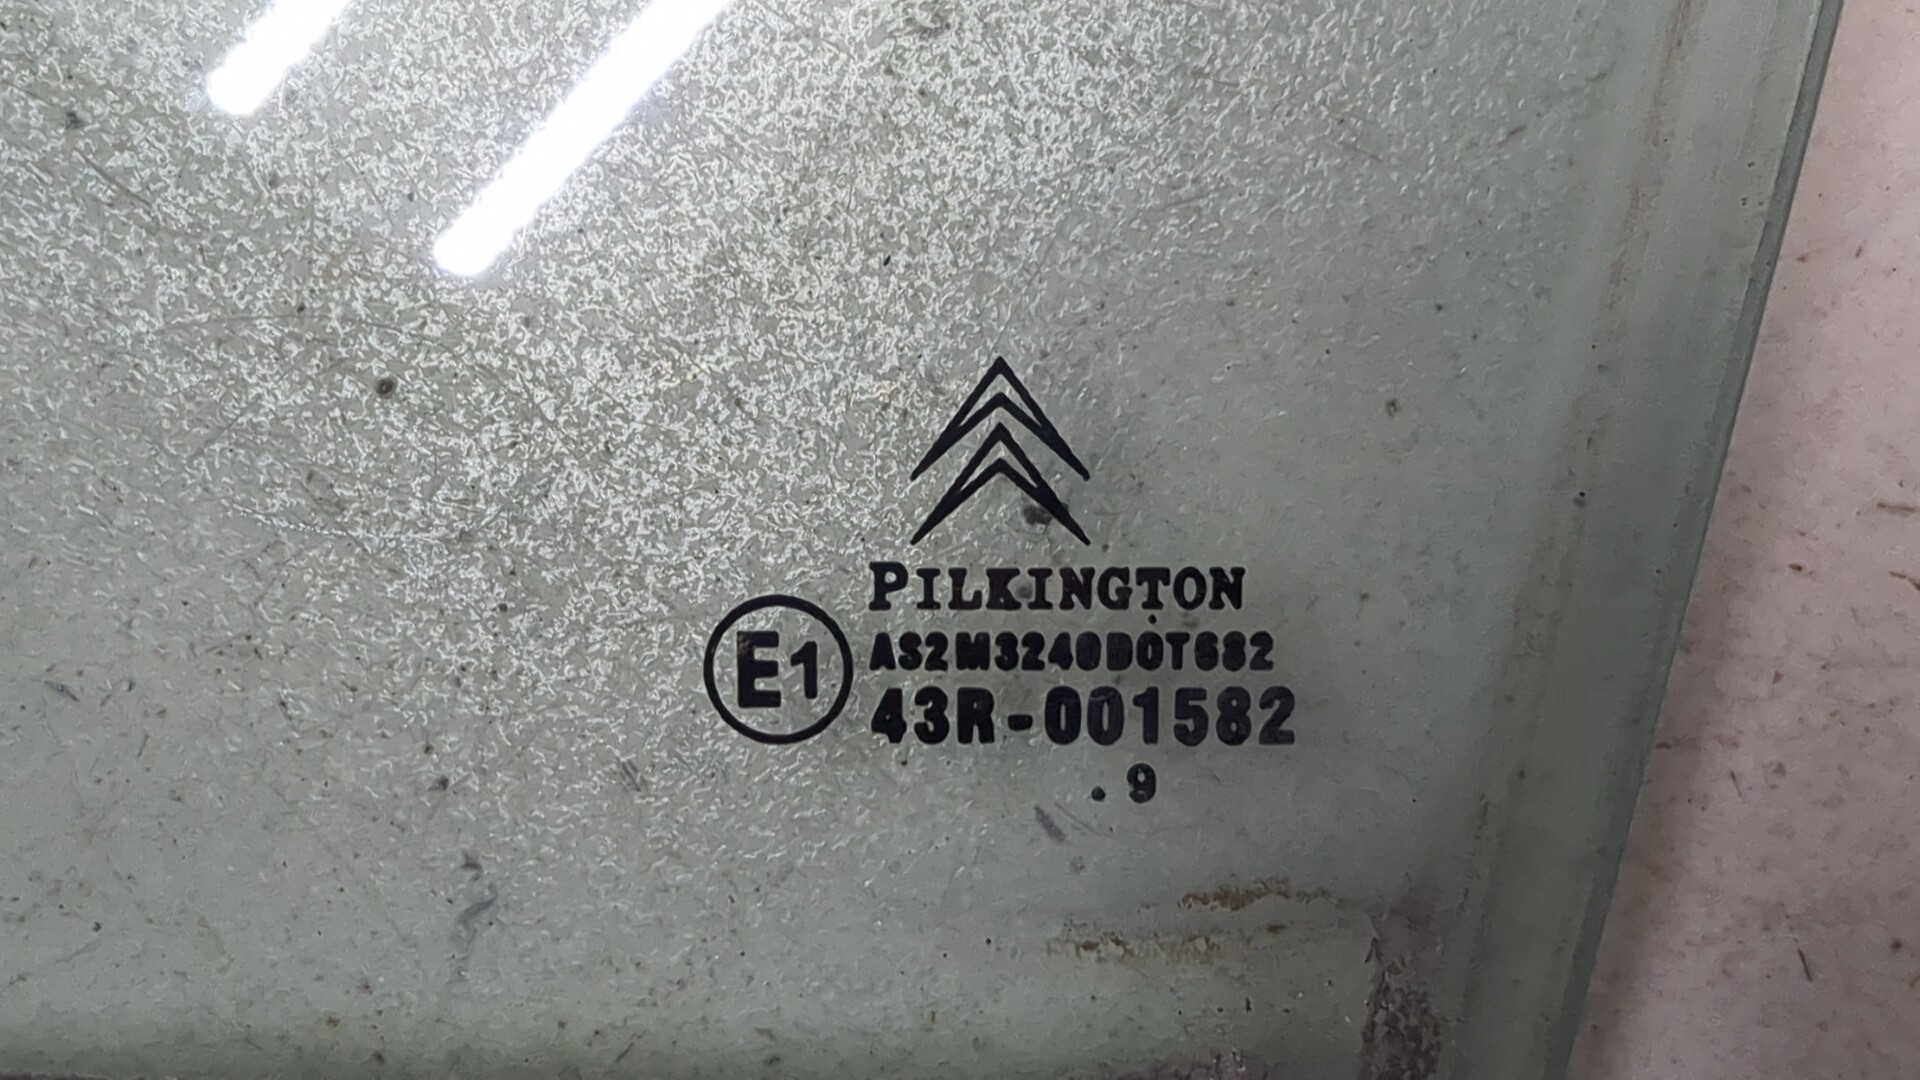 PILKINGTON
E1
AS2M3240DOT682
43R-001582
.9